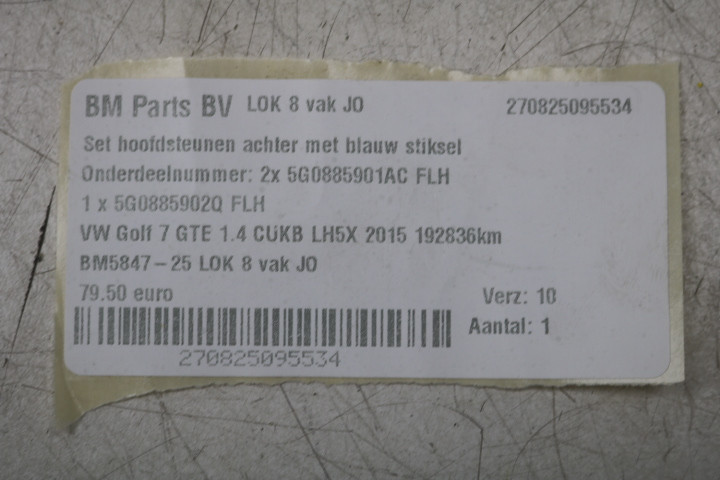 BM Parts BV LOK 8 vak JO 270825095534
Set hoofdsteunen achter met blauw stiksel
Onderdeelnummer: 2x 5G0885901AC FLH
1 x 5G0885902Q FLH
VW Golf 7 GTE 1.4 CUKB LH5X 2015 192836km
BM5847-25 LOK 8 vak JO
79.50 euro Verz: 10
Aantal: 1
270825095534